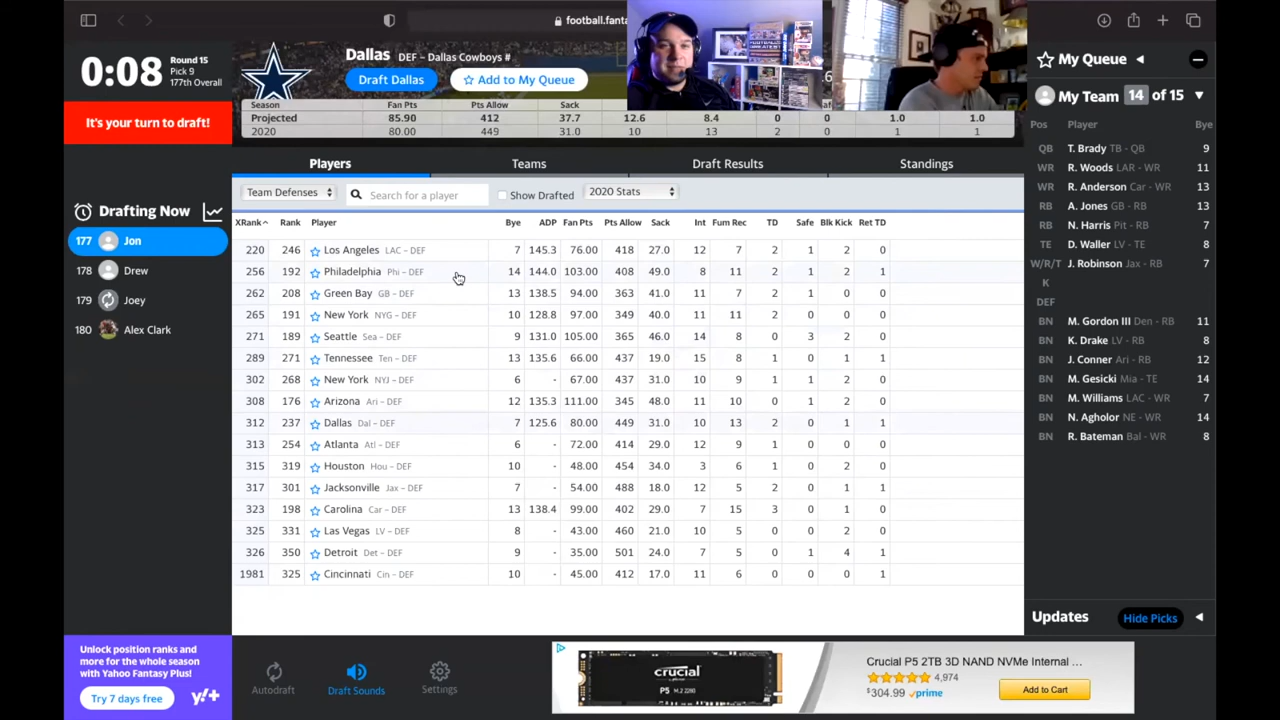 football.fanta
0:08
Round 15
Pick 9
177th Overall
It's your turn to draft!
Dallas DEF – Dallas Cowboys #
Draft Dallas
Add to My Queue
Season Fan Pts Pts Allow Sack
Projected 85.90 412 37.7 12.6 8.4 0 0 1.0 1.0
2020 80.00 449 31.0 10 13 2 0 1 1
Players Teams Draft Results Standings
Team Defenses Search for a player Show Drafted 2020 Stats
XRank Rank Player Bye ADP Fan Pts Pts Allow Sack Int Fum Rec TD Safe Blk Kick Ret TD
220 246 Los Angeles LAC – DEF 7 145.3 76.00 418 27.0 12 7 2 1 2 0
256 192 Philadelphia Phi – DEF 14 144.0 103.00 408 49.0 8 11 2 1 2 1
262 208 Green Bay GB – DEF 13 138.5 94.00 363 41.0 11 7 2 1 0 0
265 191 New York NYG – DEF 10 128.8 97.00 349 40.0 11 11 2 0 0 0
271 189 Seattle Sea – DEF 9 131.0 105.00 365 46.0 14 8 0 3 2 0
289 271 Tennessee Ten – DEF 13 135.6 66.00 437 19.0 15 8 1 0 1 1
302 268 New York NYJ – DEF 6 - 67.00 437 31.0 10 9 1 1 2 0
308 176 Arizona Ari – DEF 12 135.3 111.00 345 48.0 11 10 0 1 2 0
312 237 Dallas Dal – DEF 7 125.6 80.00 449 31.0 10 13 2 0 1 1
313 254 Atlanta Atl – DEF 6 - 72.00 414 29.0 12 9 1 0 0 0
315 319 Houston Hou – DEF 10 - 48.00 454 34.0 3 6 1 0 2 0
317 301 Jacksonville Jax – DEF 7 - 54.00 488 18.0 12 5 2 0 1 1
323 198 Carolina Car – DEF 13 138.4 99.00 402 29.0 7 15 3 0 1 0
325 331 Las Vegas LV – DEF 8 - 43.00 460 21.0 10 5 0 0 2 0
326 350 Detroit Det – DEF 9 - 35.00 501 24.0 7 5 0 1 4 1
1981 325 Cincinnati Cin – DEF 10 - 45.00 412 17.0 11 6 0 0 0 1
Drafting Now
177 Jon
178 Drew
179 Joey
180 Alex Clark
My Queue
My Team 14 of 15
Pos Player Bye
QB T. Brady TB - QB 9
WR R. Woods LAR - WR 11
WR R. Anderson Car - WR 13
RB A. Jones GB - RB 13
RB N. Harris Pit - RB 7
TE D. Waller LV - TE 8
W/R/T J. Robinson Jax - RB 7
K
DEF
BN M. Gordon III Den - RB 11
BN K. Drake LV - RB 8
BN J. Conner Ari - RB 12
BN M. Gesicki Mia - TE 14
BN M. Williams LAC - WR 7
BN N. Agholor NE - WR 14
BN R. Bateman Bal - WR 8
Updates Hide Picks
Unlock position ranks and
more for the whole season
with Yahoo Fantasy Plus!
Try 7 days free y!+
Autodraft Draft Sounds Settings
crucial
P5 M.2 2280
Crucial P5 2TB 3D NAND NVMe Internal ...
4,974
$304.99 prime
Add to Cart